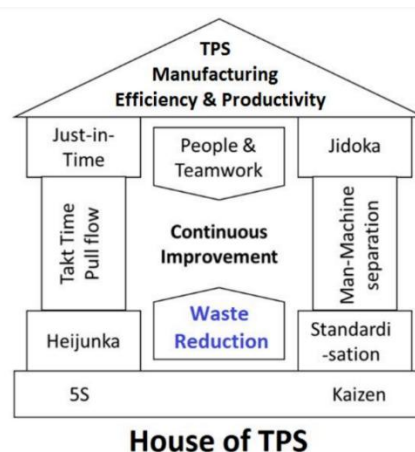 TPS
Manufacturing
Efficiency & Productivity
Just-in-
Time
People &
Teamwork
Jidoka
Takt Time
Pull flow
Continuous
Improvement
Man-Machine
separation
Heijunka
Waste
Reduction
Standardi
-sation
5S
Kaizen
House of TPS